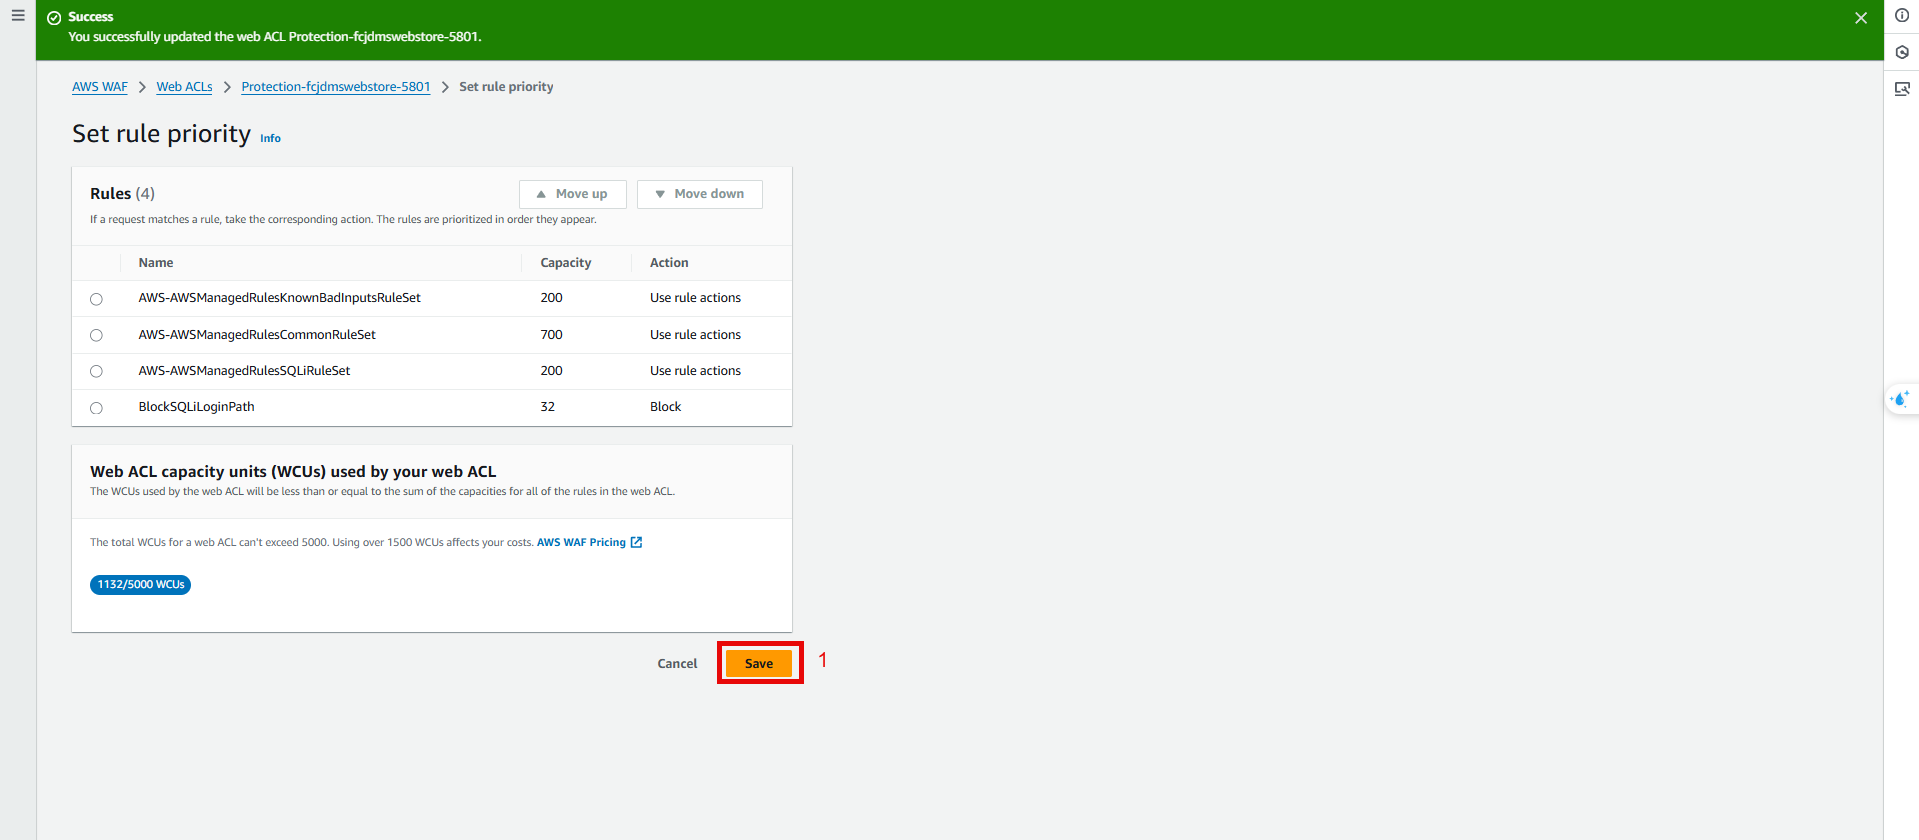 Success
You successfully updated the web ACL Protection-fcjdmswebstore-5801.
AWS WAF > Web ACLs > Protection-fcjdmswebstore-5801 > Set rule priority
Set rule priority Info
Rules (4)
Move up
Move down
If a request matches a rule, take the corresponding action. The rules are prioritized in order they appear.
Name Capacity Action
AWS-AWSManagedRulesKnownBadInputsRuleSet 200 Use rule actions
AWS-AWSManagedRulesCommonRuleSet 700 Use rule actions
AWS-AWSManagedRulesSQLiRuleSet 200 Use rule actions
BlockSQLiLoginPath 32 Block
Web ACL capacity units (WCUs) used by your web ACL
The WCUs used by the web ACL will be less than or equal to the sum of the capacities for all of the rules in the web ACL.
The total WCUs for a web ACL can't exceed 5000. Using over 1500 WCUs affects your costs. AWS WAF Pricing
1132/5000 WCUs
Cancel Save 1